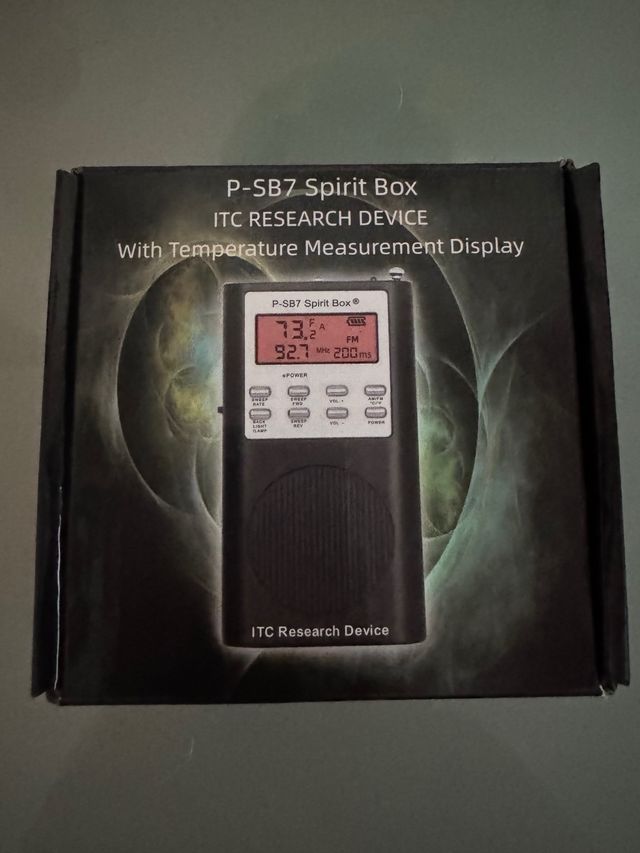 P-SB7 Spirit Box
ITC RESEARCH DEVICE
With Temperature Measurement Display
P-SB7 Spirit Box®
73.2 F A
FM
92.7 MHz 200ms
POWER
SWEEP RATE
SWEEP FWD
VOL +
AM/FM °C/°F
BACK LIGHT /LAMP
SWEEP REV
VOL -
POWER
ITC Research Device